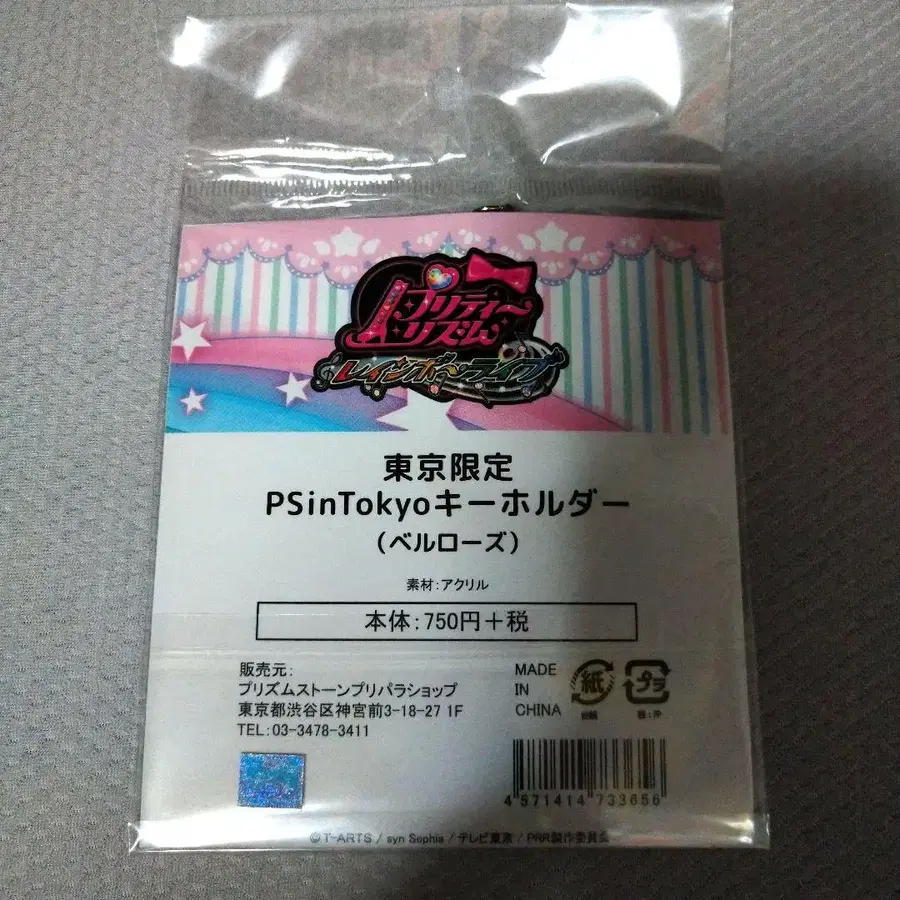 プリティー
リズム
レインボーライブ
東京限定
PSinTokyoキーホルダー
(ベルローズ)
素材:アクリル
本体:750円+税
販売元:
プリズムストーンプリパラショップ
東京都渋谷区神宮前3-18-27 1F
TEL:03-3478-3411
MADE
IN
CHINA
紙
プラ
4 571414 733656
©T-ARTS / syn Sophia / テレビ東京 / PRR製作委員会